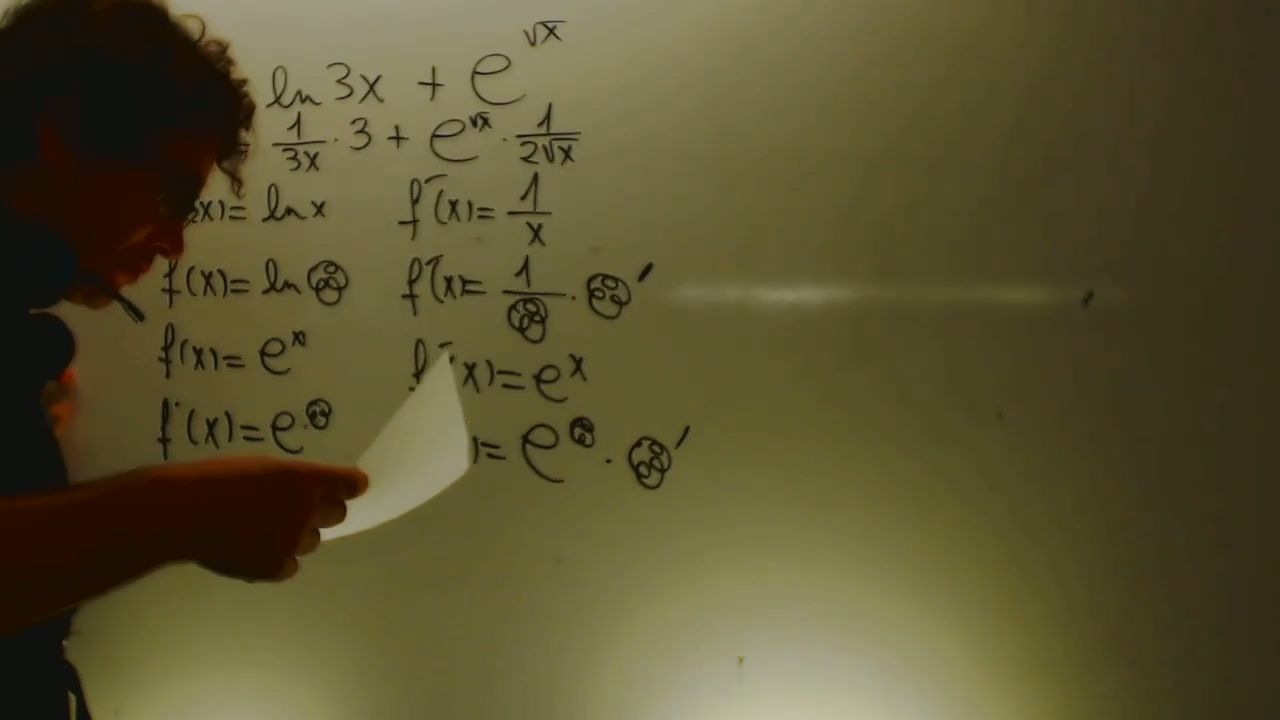 ln 3x + e^√x
= 1/3x · 3 + e^√x · 1/2√x
(x) = ln x f'(x) = 1/x
f(x) = ln f'(x) = 1/ · '
f(x) = e^x f'(x) = e^x
f(x) = e ) = e · '